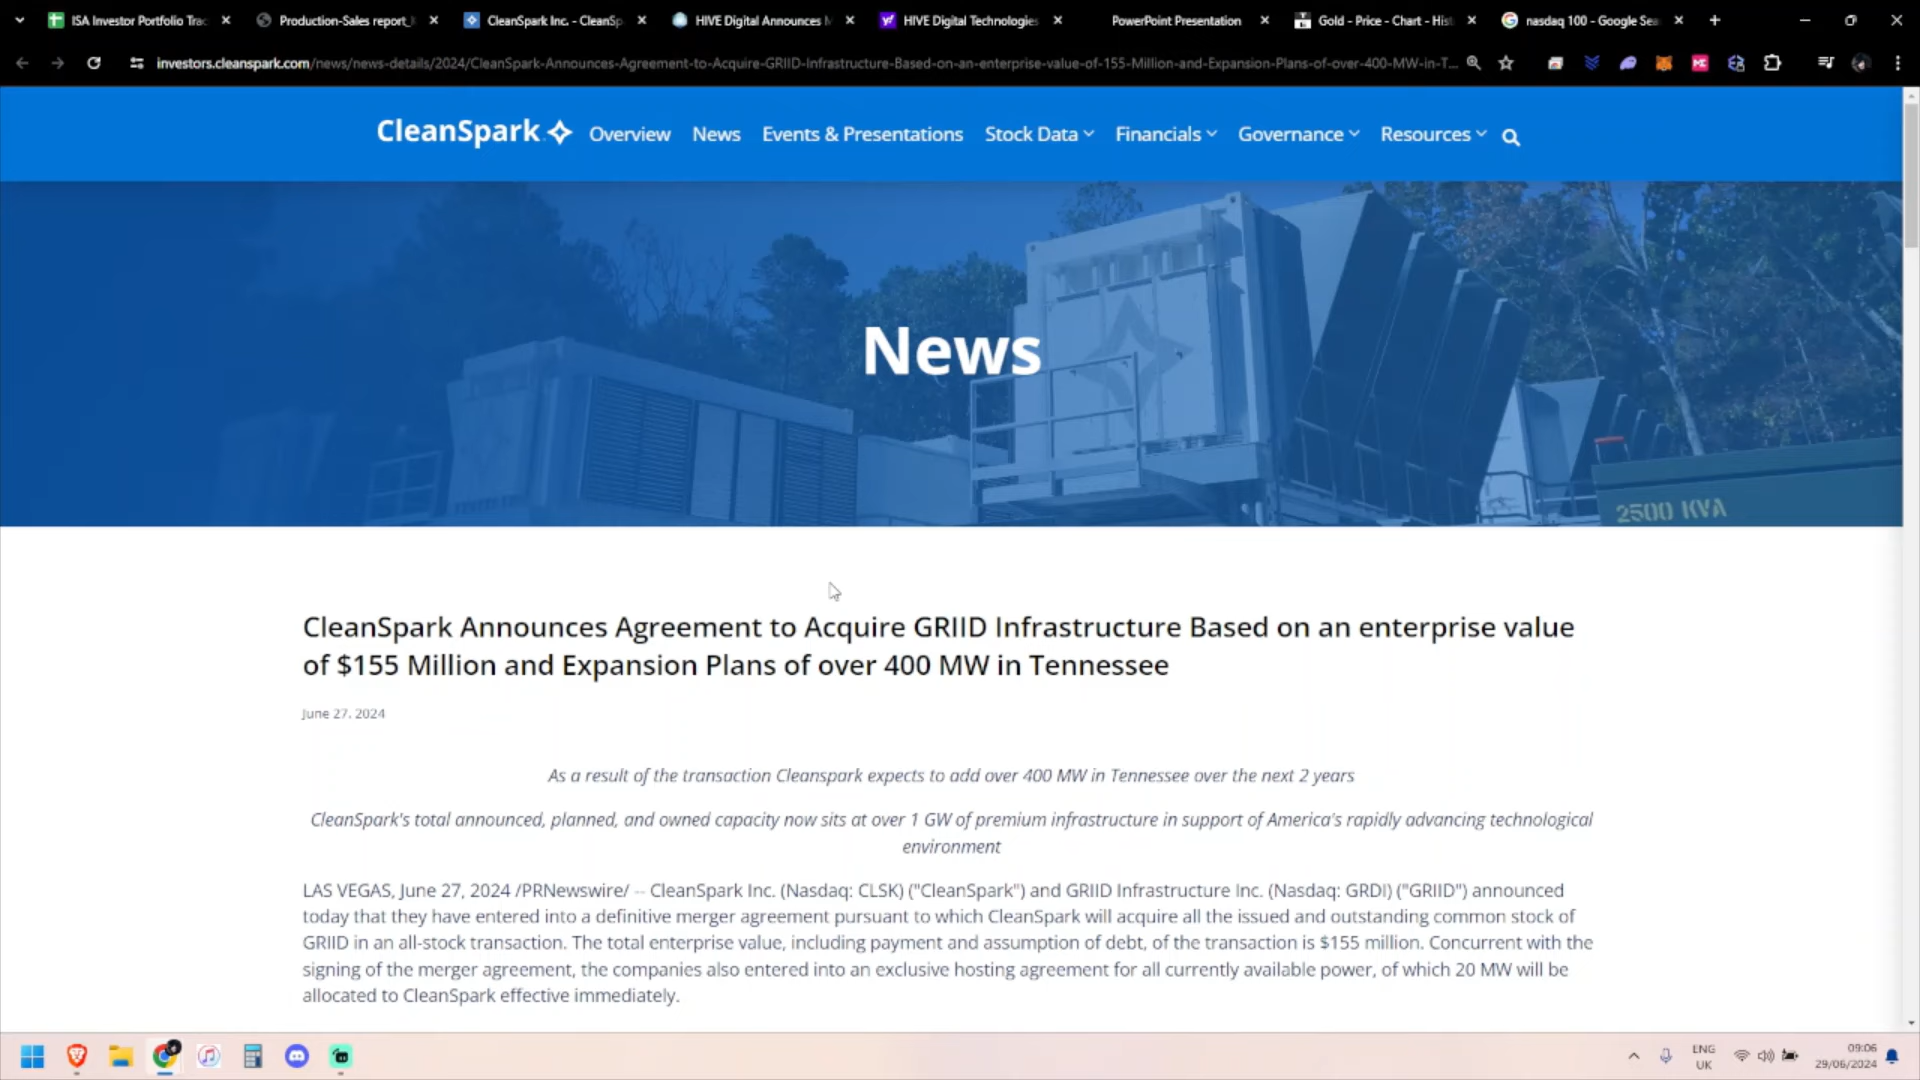 ISA Investor Portfolio Trac
Production-Sales report_
CleanSpark Inc. - CleanSp
HIVE Digital Announces
HIVE Digital Technologies
PowerPoint Presentation
Gold - Price - Chart - His
nasdaq 100 - Google Sea
investors.cleanspark.com/news/news-details/2024/CleanSpark-Announces-Agreement-to-Acquire-GRIID-Infrastructure-Based-on-an-enterprise-value-of-155-Million-and-Expansion-Plans-of-over-400-MW-in-T...
CleanSpark
Overview
News
Events & Presentations
Stock Data
Financials
Governance
Resources
News
2500 KVA
CleanSpark Announces Agreement to Acquire GRIID Infrastructure Based on an enterprise value
of $155 Million and Expansion Plans of over 400 MW in Tennessee
June 27, 2024
As a result of the transaction Cleanspark expects to add over 400 MW in Tennessee over the next 2 years
CleanSpark's total announced, planned, and owned capacity now sits at over 1 GW of premium infrastructure in support of America's rapidly advancing technological
environment
LAS VEGAS, June 27, 2024 /PRNewswire/ -- CleanSpark Inc. (Nasdaq: CLSK) ("CleanSpark") and GRIID Infrastructure Inc. (Nasdaq: GRDI) ("GRIID") announced
today that they have entered into a definitive merger agreement pursuant to which CleanSpark will acquire all the issued and outstanding common stock of
GRIID in an all-stock transaction. The total enterprise value, including payment and assumption of debt, of the transaction is $155 million. Concurrent with the
signing of the merger agreement, the companies also entered into an exclusive hosting agreement for all currently available power, of which 20 MW will be
allocated to CleanSpark effective immediately.
ENG
UK
09:06
29/06/2024